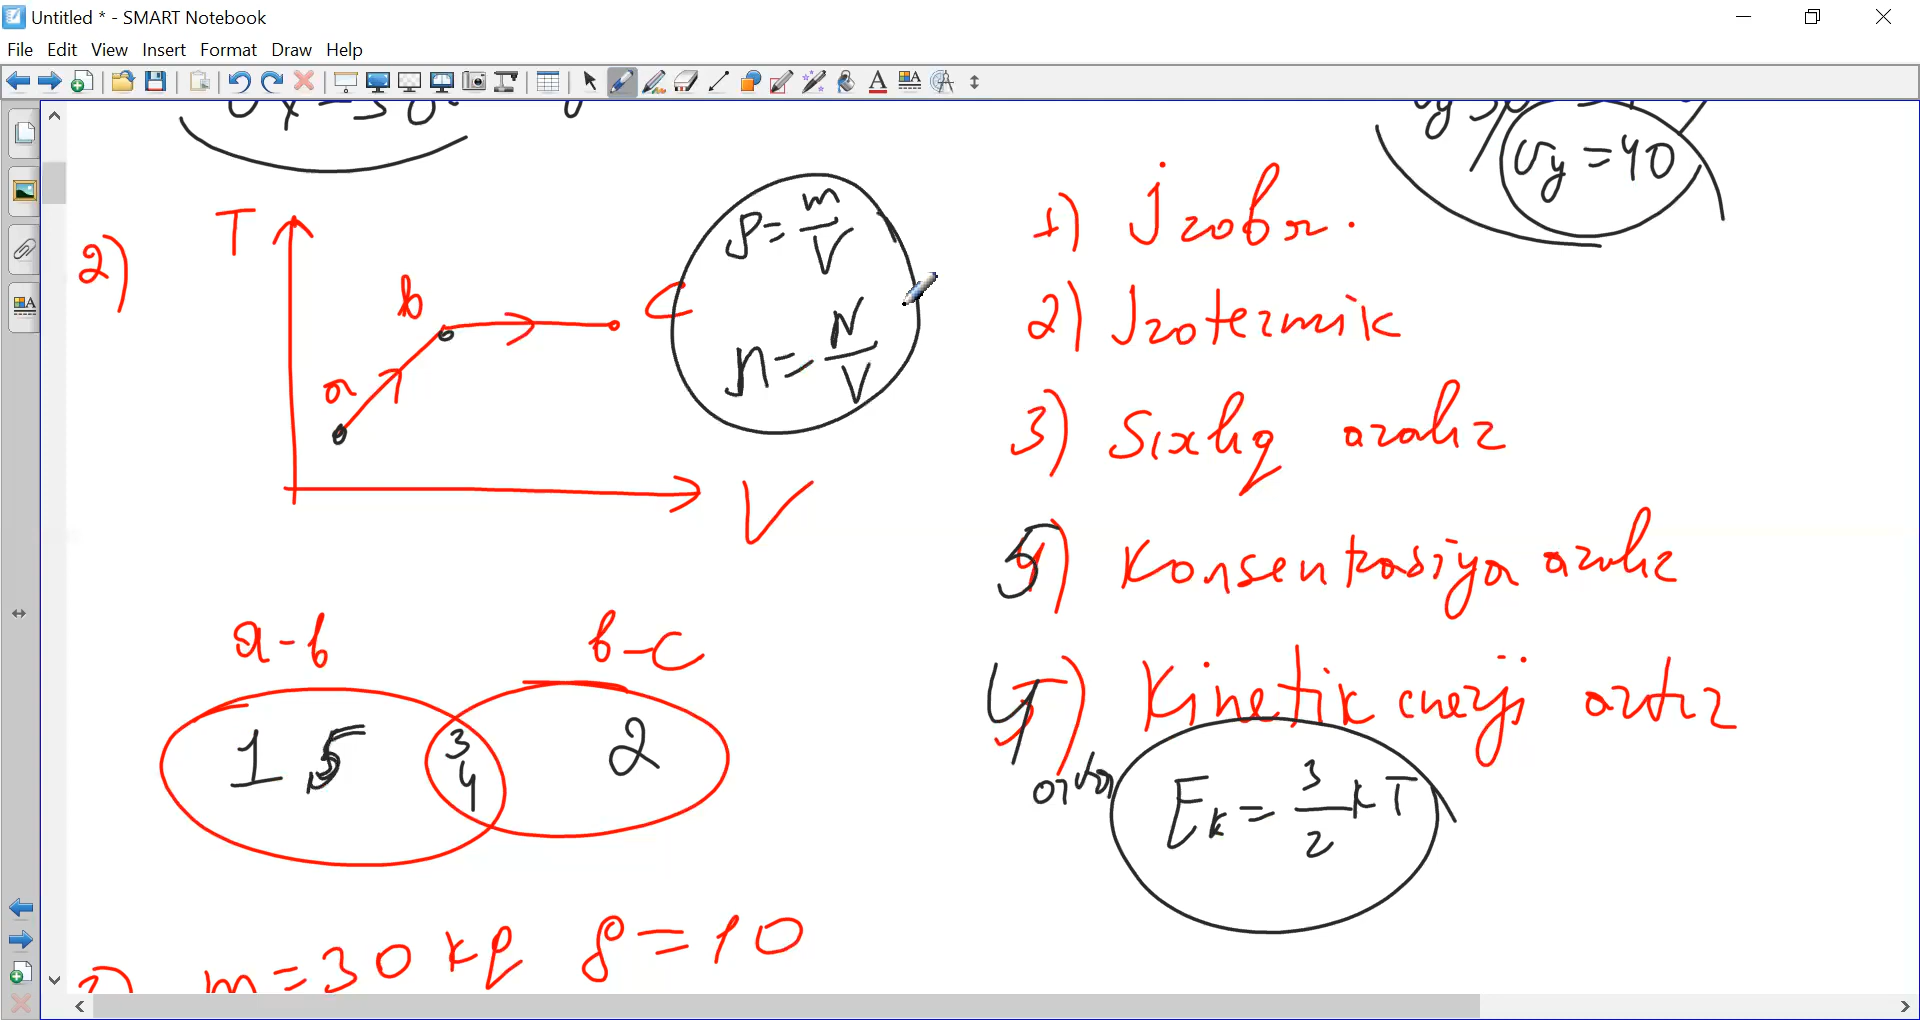 Untitled * - SMART Notebook
File Edit View Insert Format Draw Help
υy = 40
2)
T
a
b
C
V
ρ = m/V
n = N/V
1) İzobar.
2) İzotermik
3) Sıxlıq azalır
5) Konsentrasiya azalır
4) Kinetik enerji artır
Ek = 3/2 kT
a-b
b-c
1 5
3
4
2
m = 30 kq g = 10